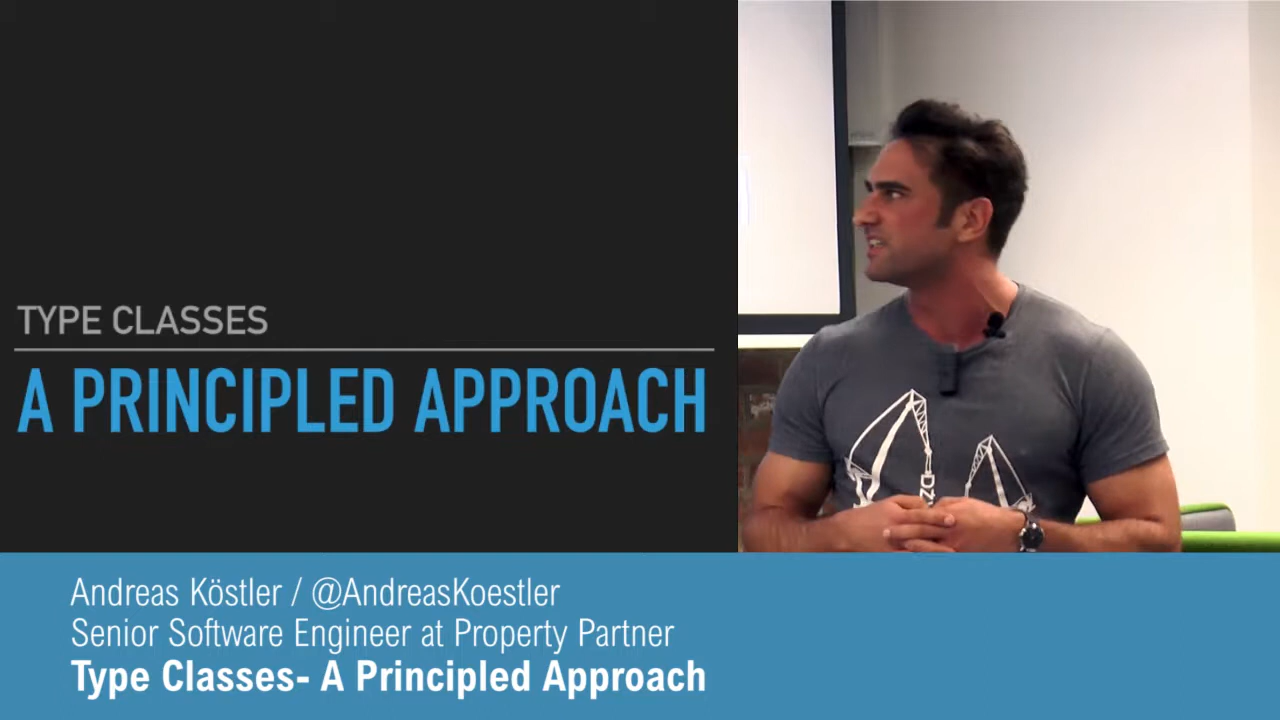 TYPE CLASSES
A PRINCIPLED APPROACH
Andreas Köstler / @AndreasKoestler
Senior Software Engineer at Property Partner
Type Classes- A Principled Approach